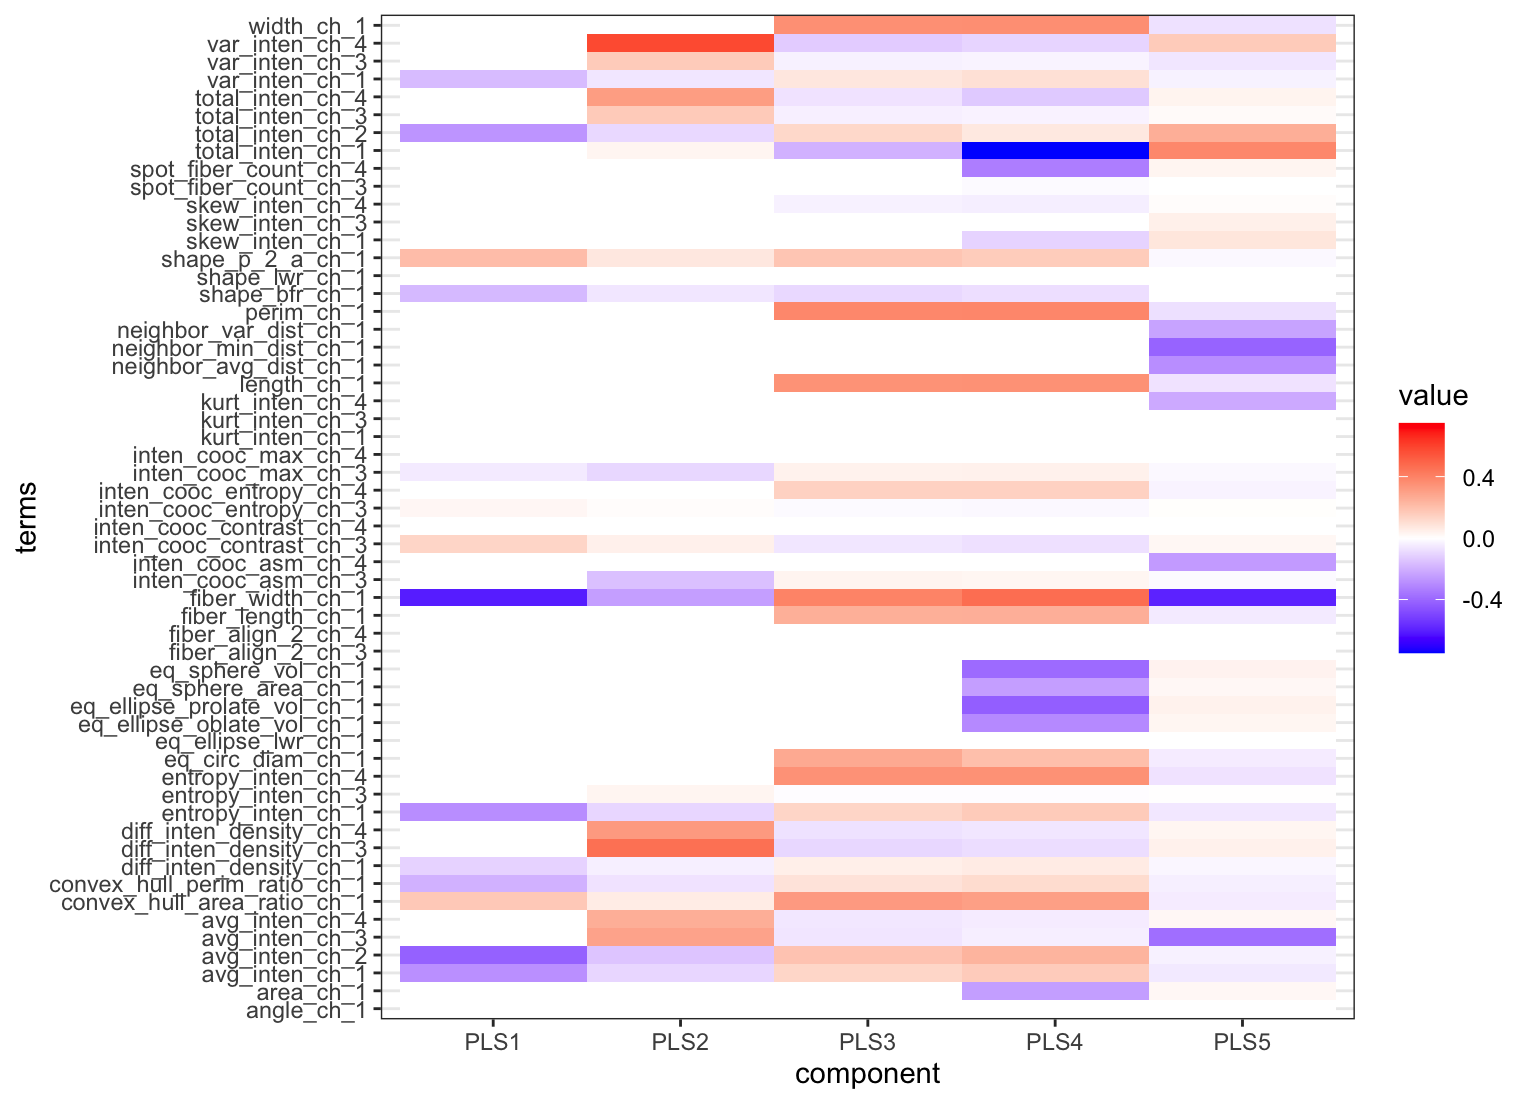 width_ch_1
var_inten_ch_4
var_inten_ch_3
var_inten_ch_1
total_inten_ch_4
total_inten_ch_3
total_inten_ch_2
total_inten_ch_1
spot_fiber_count_ch_4
spot_fiber_count_ch_3
skew_inten_ch_4
skew_inten_ch_3
skew_inten_ch_1
shape_p_2_a_ch_1
shape_lwr_ch_1
shape_bfr_ch_1
perim_ch_1
neighbor_var_dist_ch_1
neighbor_min_dist_ch_1
neighbor_avg_dist_ch_1
length_ch_1
kurt_inten_ch_4
kurt_inten_ch_3
kurt_inten_ch_1
inten_cooc_max_ch_4
inten_cooc_max_ch_3
inten_cooc_entropy_ch_4
inten_cooc_entropy_ch_3
inten_cooc_contrast_ch_4
inten_cooc_contrast_ch_3
inten_cooc_asm_ch_4
inten_cooc_asm_ch_3
fiber_width_ch_1
fiber_length_ch_1
fiber_align_2_ch_4
fiber_align_2_ch_3
eq_sphere_vol_ch_1
eq_sphere_area_ch_1
eq_ellipse_prolate_vol_ch_1
eq_ellipse_oblate_vol_ch_1
eq_ellipse_lwr_ch_1
eq_circ_diam_ch_1
entropy_inten_ch_4
entropy_inten_ch_3
entropy_inten_ch_1
diff_inten_density_ch_4
diff_inten_density_ch_3
diff_inten_density_ch_1
convex_hull_perim_ratio_ch_1
convex_hull_area_ratio_ch_1
avg_inten_ch_4
avg_inten_ch_3
avg_inten_ch_2
avg_inten_ch_1
area_ch_1
angle_ch_1
terms
PLS1 PLS2 PLS3 PLS4 PLS5
component
value
0.4
0.0
-0.4